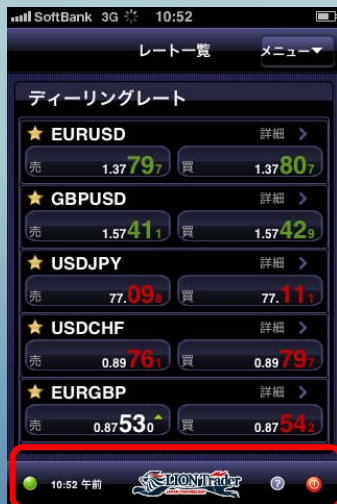 SoftBank 3G 10:52
レート一覧 メニュー▼
ディーリングレート
EURUSD 詳細
売 1.37797 買 1.37807
GBPUSD 詳細
売 1.57411 買 1.57429
USDJPY 詳細
売 77.098 買 77.111
USDCHF 詳細
売 0.89761 買 0.89797
EURGBP 詳細
売 0.87530 買 0.87542
10:52 午前 LION Trader ?
JAPAN TECHNOLOGY